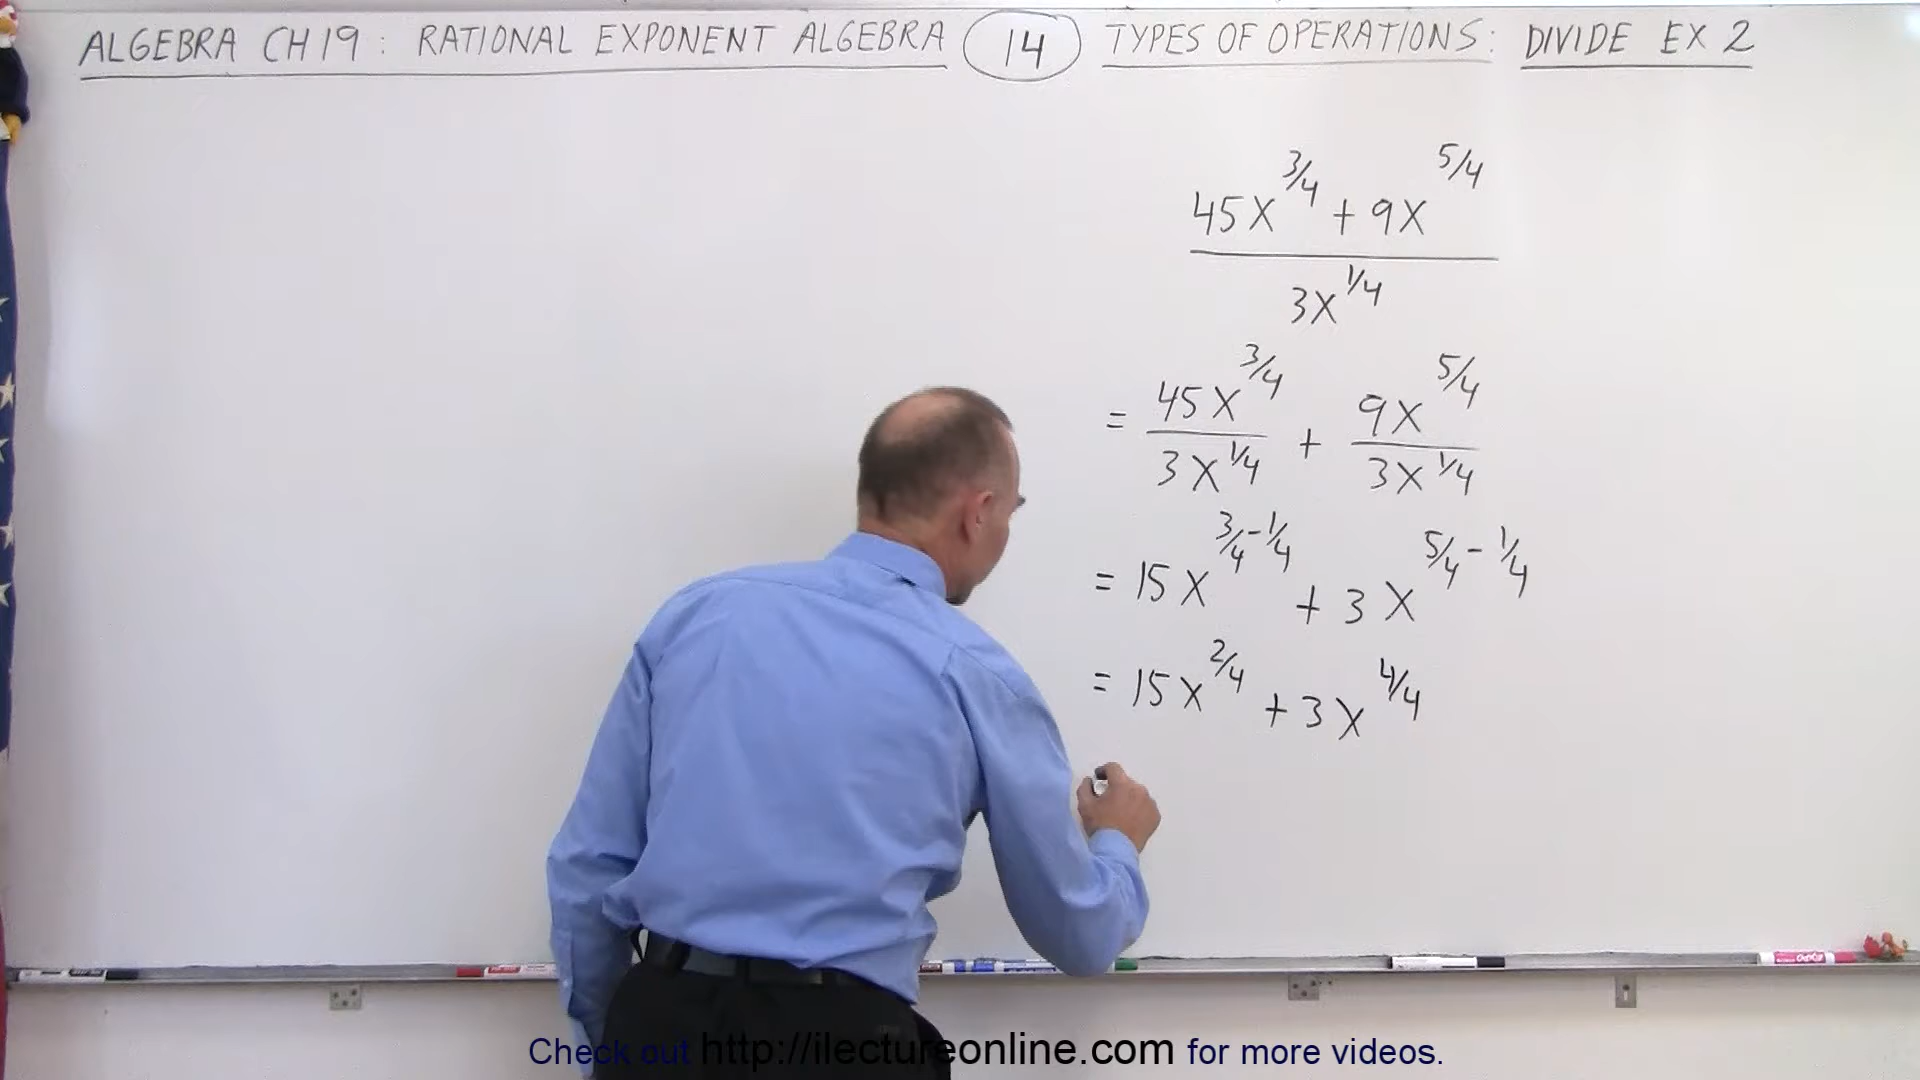 ALGEBRA CH 19: RATIONAL EXPONENT ALGEBRA 14 TYPES OF OPERATIONS: DIVIDE EX 2
45x^3/4 + 9x^5/4
3x^1/4
= 45x^3/4 / 3x^1/4 + 9x^5/4 / 3x^1/4
= 15x^3/4-1/4 + 3x^5/4-1/4
= 15x^2/4 + 3x^4/4
Check out http://ilectureonline.com for more videos.